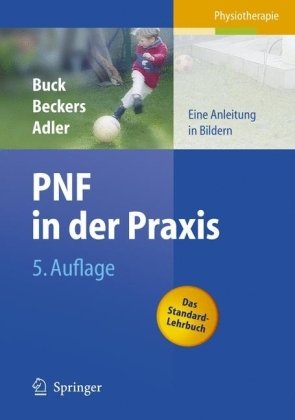 Physiotherapie
Buck
Beckers
Adler
Eine Anleitung
in Bildern
PNF
in der Praxis
5. Auflage
Das
Standard-
Lehrbuch
Springer